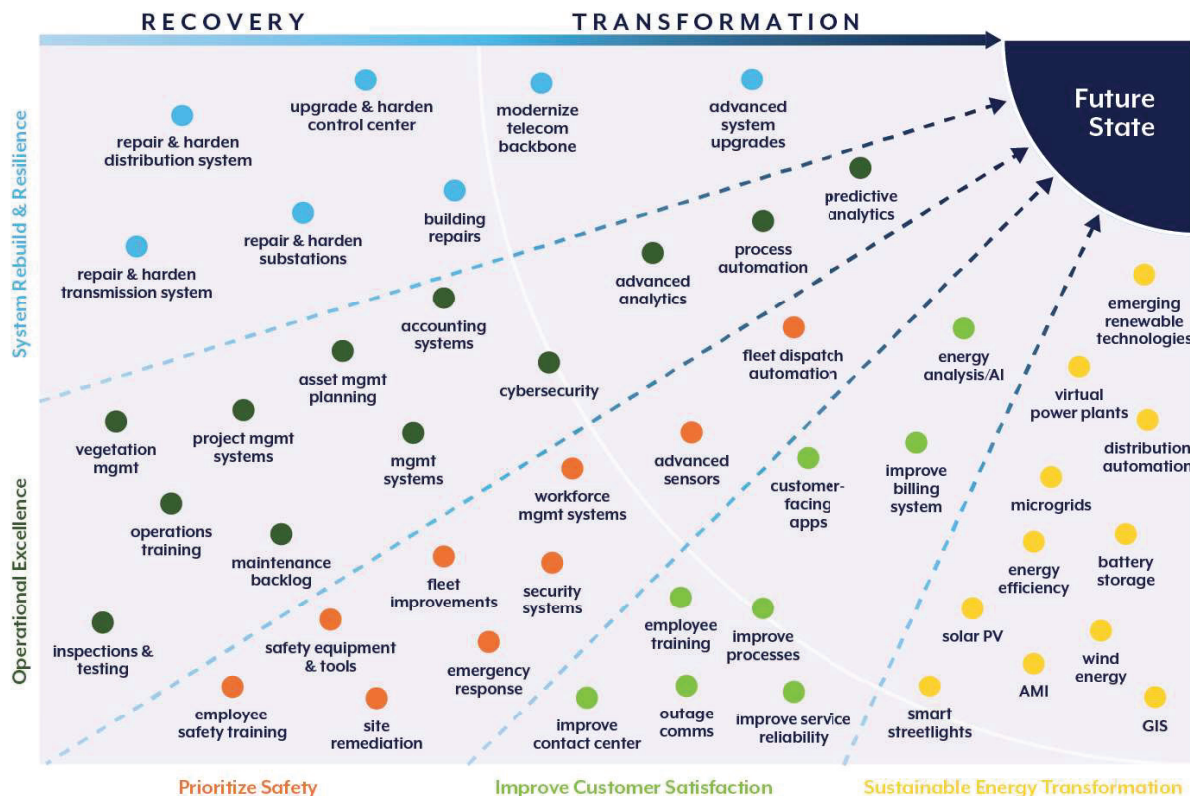 RECOVERY
TRANSFORMATION
Future
State
System Rebuild & Resilience
Operational Excellence
repair & harden
distribution system
upgrade & harden
control center
modernize
telecom
backbone
advanced
system
upgrades
repair & harden
transmission system
repair & harden
substations
building
repairs
predictive
analytics
process
automation
advanced
analytics
accounting
systems
asset mgmt
planning
cybersecurity
vegetation
mgmt
project mgmt
systems
mgmt
systems
operations
training
maintenance
backlog
inspections &
testing
fleet dispatch
automation
advanced
sensors
workforce
mgmt systems
fleet
improvements
security
systems
safety equipment
& tools
emergency
response
employee
safety training
site
remediation
energy
analysis/AI
customer-
facing
apps
improve
billing
system
employee
training
improve
processes
improve
contact center
outage
comms
improve service
reliability
emerging
renewable
technologies
virtual
power plants
distribution
automation
microgrids
energy
efficiency
battery
storage
solar PV
wind
energy
AMI
smart
streetlights
GIS
Prioritize Safety
Improve Customer Satisfaction
Sustainable Energy Transformation